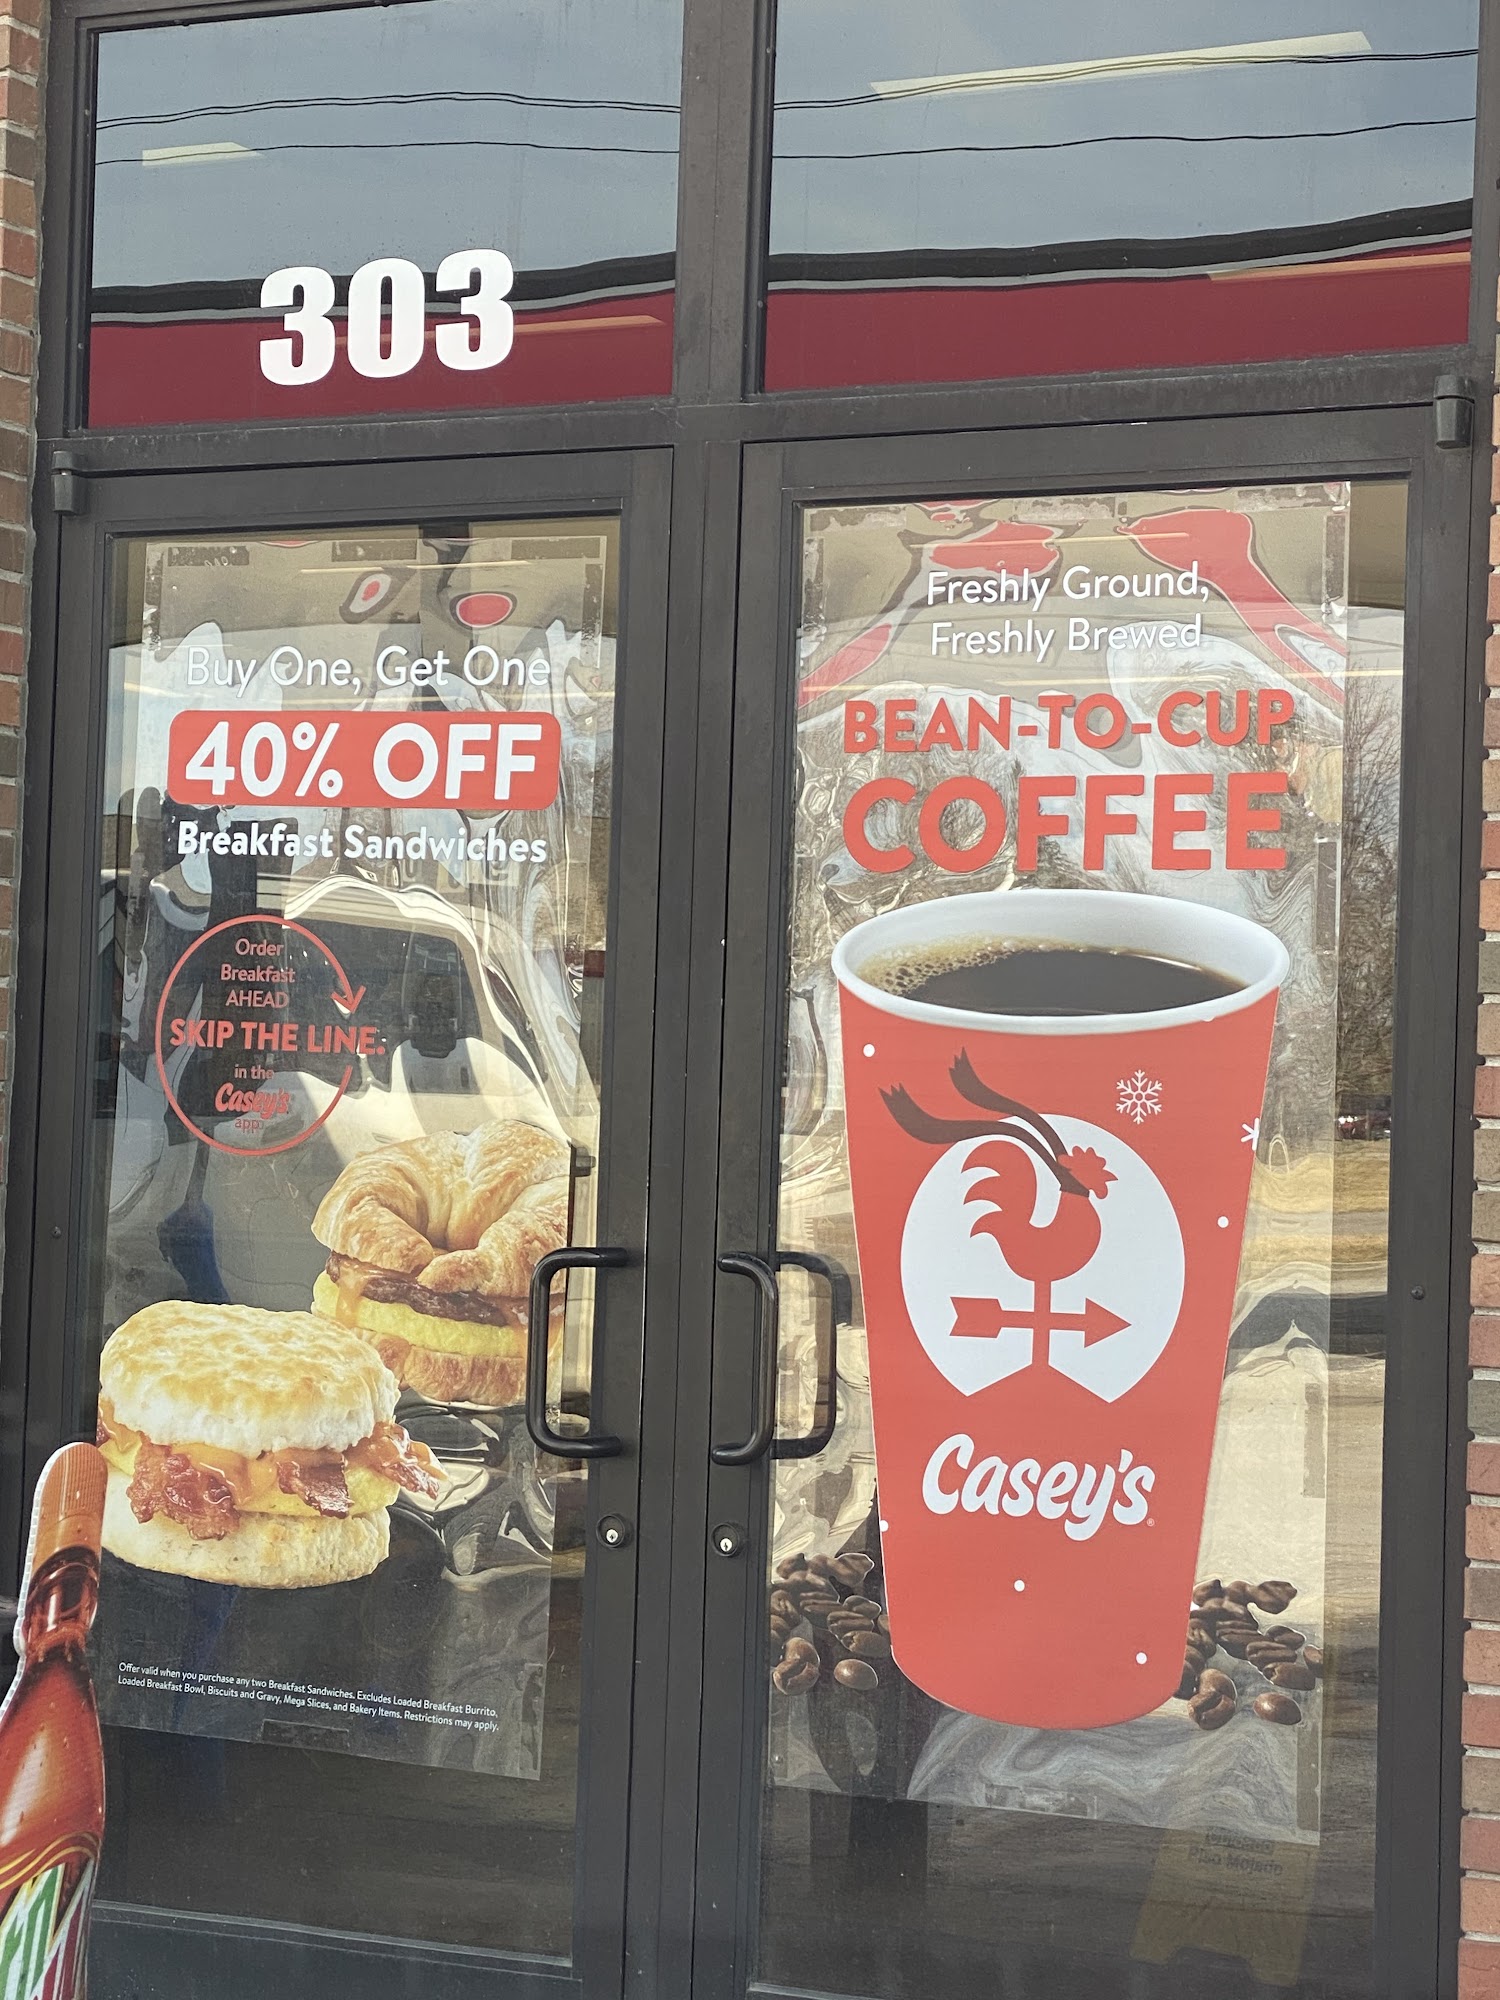 303
Buy One, Get One
40% OFF
Breakfast Sandwiches
Order
Breakfast
AHEAD
SKIP THE LINE.
in the
Casey's
app.
Offer valid when you purchase any two Breakfast Sandwiches. Excludes Loaded Breakfast Burrito,
Loaded Breakfast Bowl, Biscuits and Gravy, Mega Slices, and Bakery Items. Restrictions may apply.
Freshly Ground,
Freshly Brewed
BEAN-TO-CUP
COFFEE
Casey's
Piso Mojado